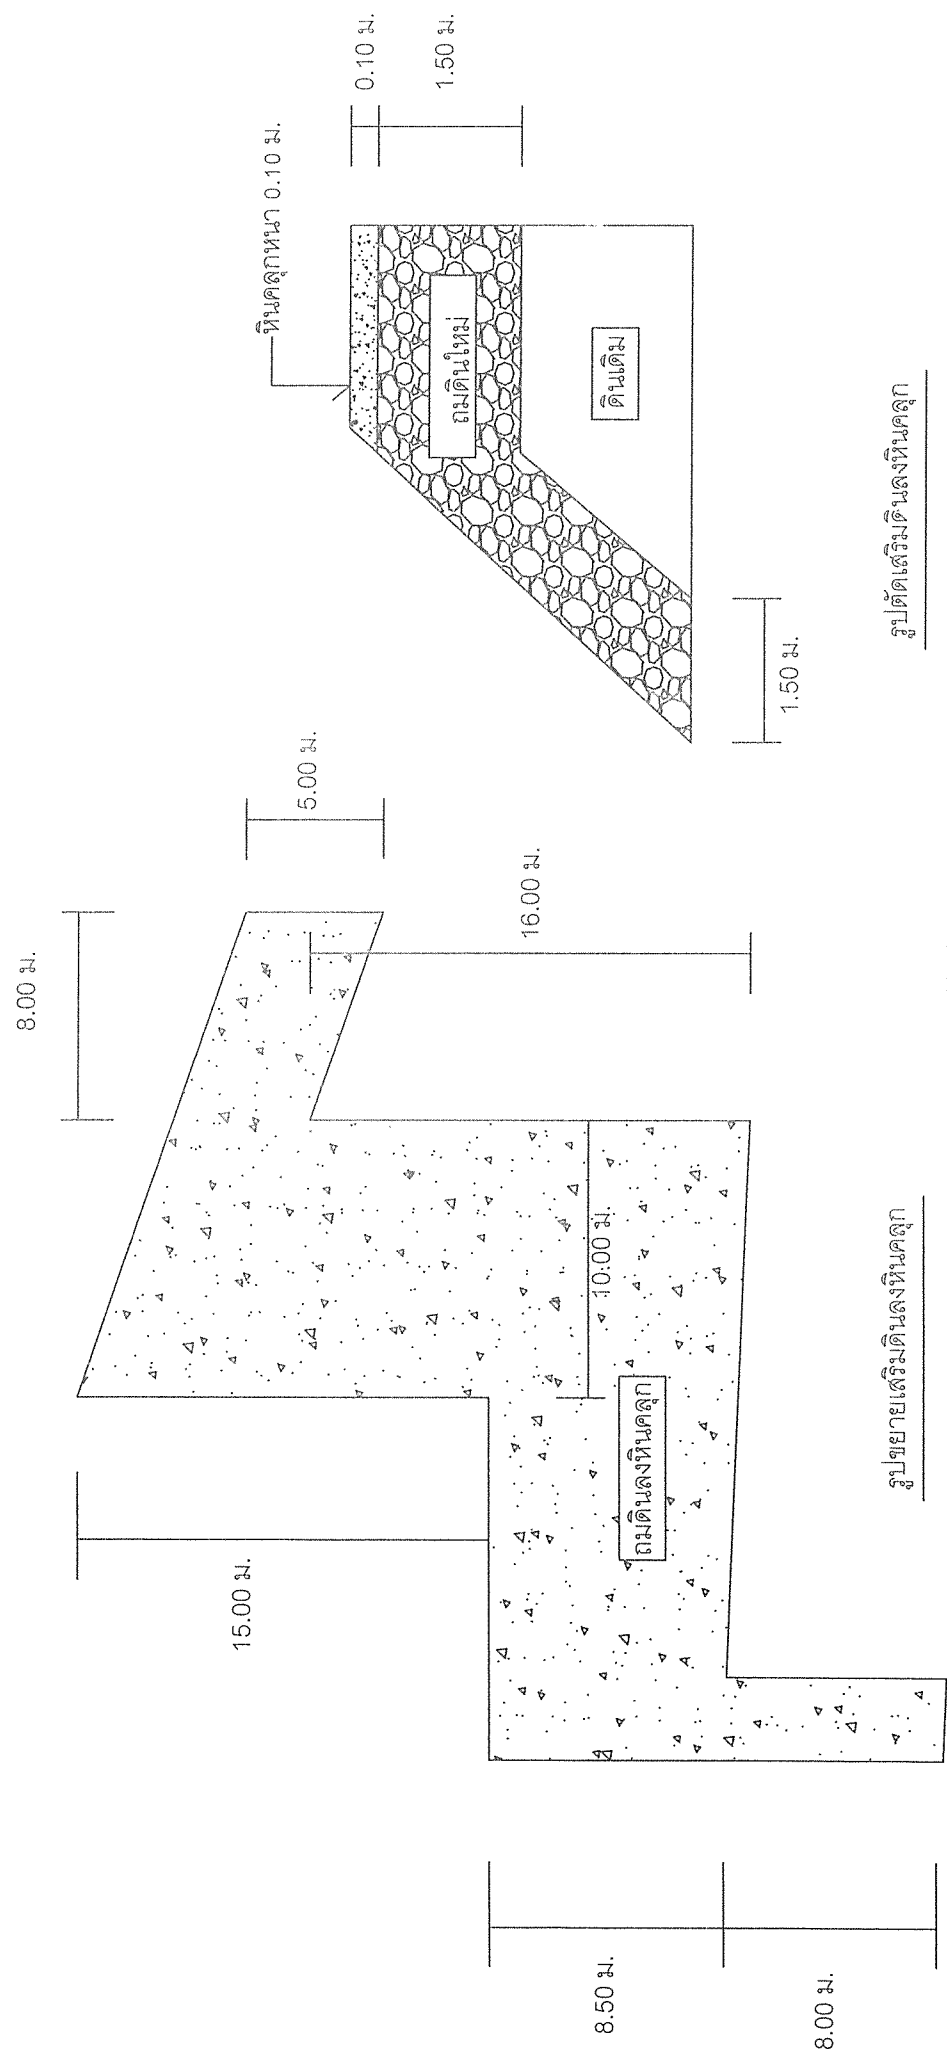 หินคลุกหนา 0.10 ม.
0.10 ม.
1.50 ม.
ถมดินใหม่
ดินเดิม
1.50 ม.
รูปตัดเสริมดินลงหินคลุก
8.00 ม.
5.00 ม.
16.00 ม.
15.00 ม.
10.00 ม.
ถมดินลงหินคลุก
8.50 ม.
8.00 ม.
รูปขยายเสริมดินลงหินคลุก